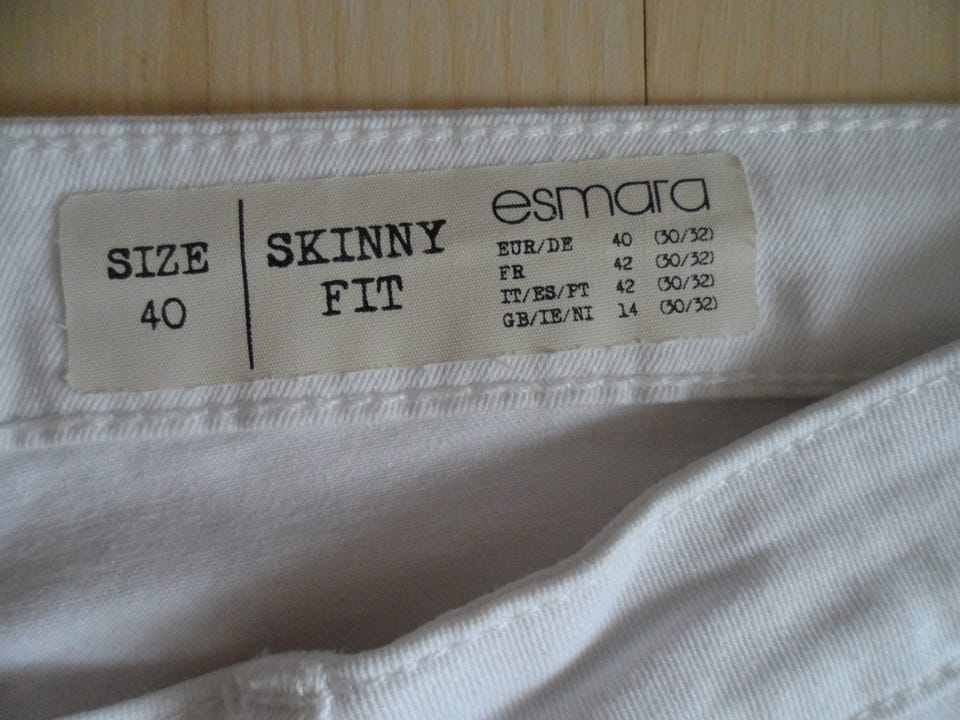 SIZE
40
SKINNY
FIT
esmara
EUR/DE 40 (30/32)
FR 42 (30/32)
IT/ES/PT 42 (30/32)
GB/IE/NI 14 (30/32)